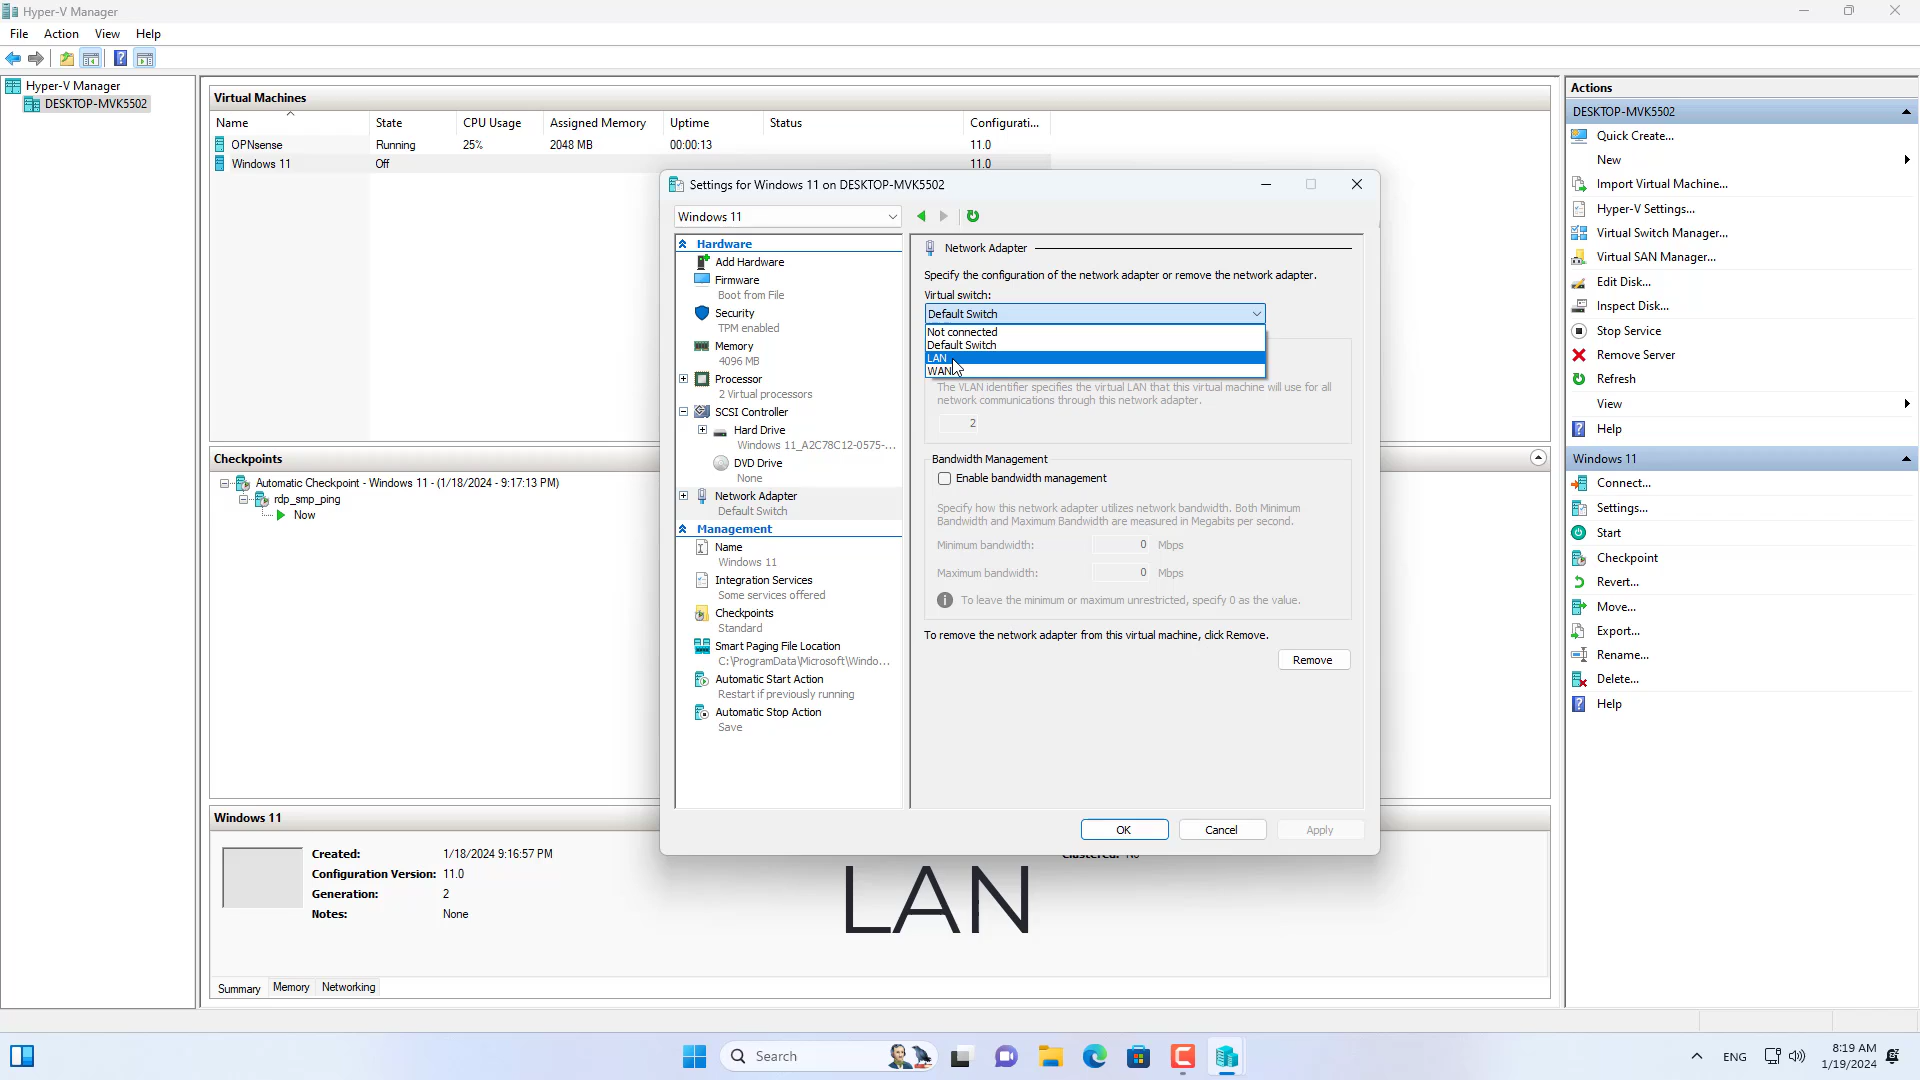 Hyper-V Manager
File Action View Help
Hyper-V Manager
DESKTOP-MVK5502
Virtual Machines
Name State CPU Usage Assigned Memory Uptime Status Configurati...
OPNsense Running 25% 2048 MB 00:00:13 11.0
Windows 11 Off 11.0
Checkpoints
Automatic Checkpoint - Windows 11 - (1/18/2024 - 9:17:13 PM)
rdp_smp_ping
Now
Windows 11
Created: 1/18/2024 9:16:57 PM
Configuration Version: 11.0
Generation: 2
Notes: None
Clustered: No
Summary Memory Networking
Settings for Windows 11 on DESKTOP-MVK5502
Windows 11
Hardware
Add Hardware
Firmware
Boot from File
Security
TPM enabled
Memory
4096 MB
Processor
2 Virtual processors
SCSI Controller
Hard Drive
Windows 11_A2C78C12-0575-...
DVD Drive
None
Network Adapter
Default Switch
Management
Name
Windows 11
Integration Services
Some services offered
Checkpoints
Standard
Smart Paging File Location
C:\ProgramData\Microsoft\Windo...
Automatic Start Action
Restart if previously running
Automatic Stop Action
Save
Network Adapter
Specify the configuration of the network adapter or remove the network adapter.
Virtual switch:
Default Switch
Not connected
Default Switch
LAN
WAN
The VLAN identifier specifies the virtual LAN that this virtual machine will use for all
network communications through this network adapter.
2
Bandwidth Management
Enable bandwidth management
Specify how this network adapter utilizes network bandwidth. Both Minimum
Bandwidth and Maximum Bandwidth are measured in Megabits per second.
Minimum bandwidth: 0 Mbps
Maximum bandwidth: 0 Mbps
To leave the minimum or maximum unrestricted, specify 0 as the value.
To remove the network adapter from this virtual machine, click Remove.
Remove
OK Cancel Apply
LAN
Actions
DESKTOP-MVK5502
Quick Create...
New
Import Virtual Machine...
Hyper-V Settings...
Virtual Switch Manager...
Virtual SAN Manager...
Edit Disk...
Inspect Disk...
Stop Service
Remove Server
Refresh
View
Help
Windows 11
Connect...
Settings...
Start
Checkpoint
Revert...
Move...
Export...
Rename...
Delete...
Help
Search
ENG
8:19 AM
1/19/2024